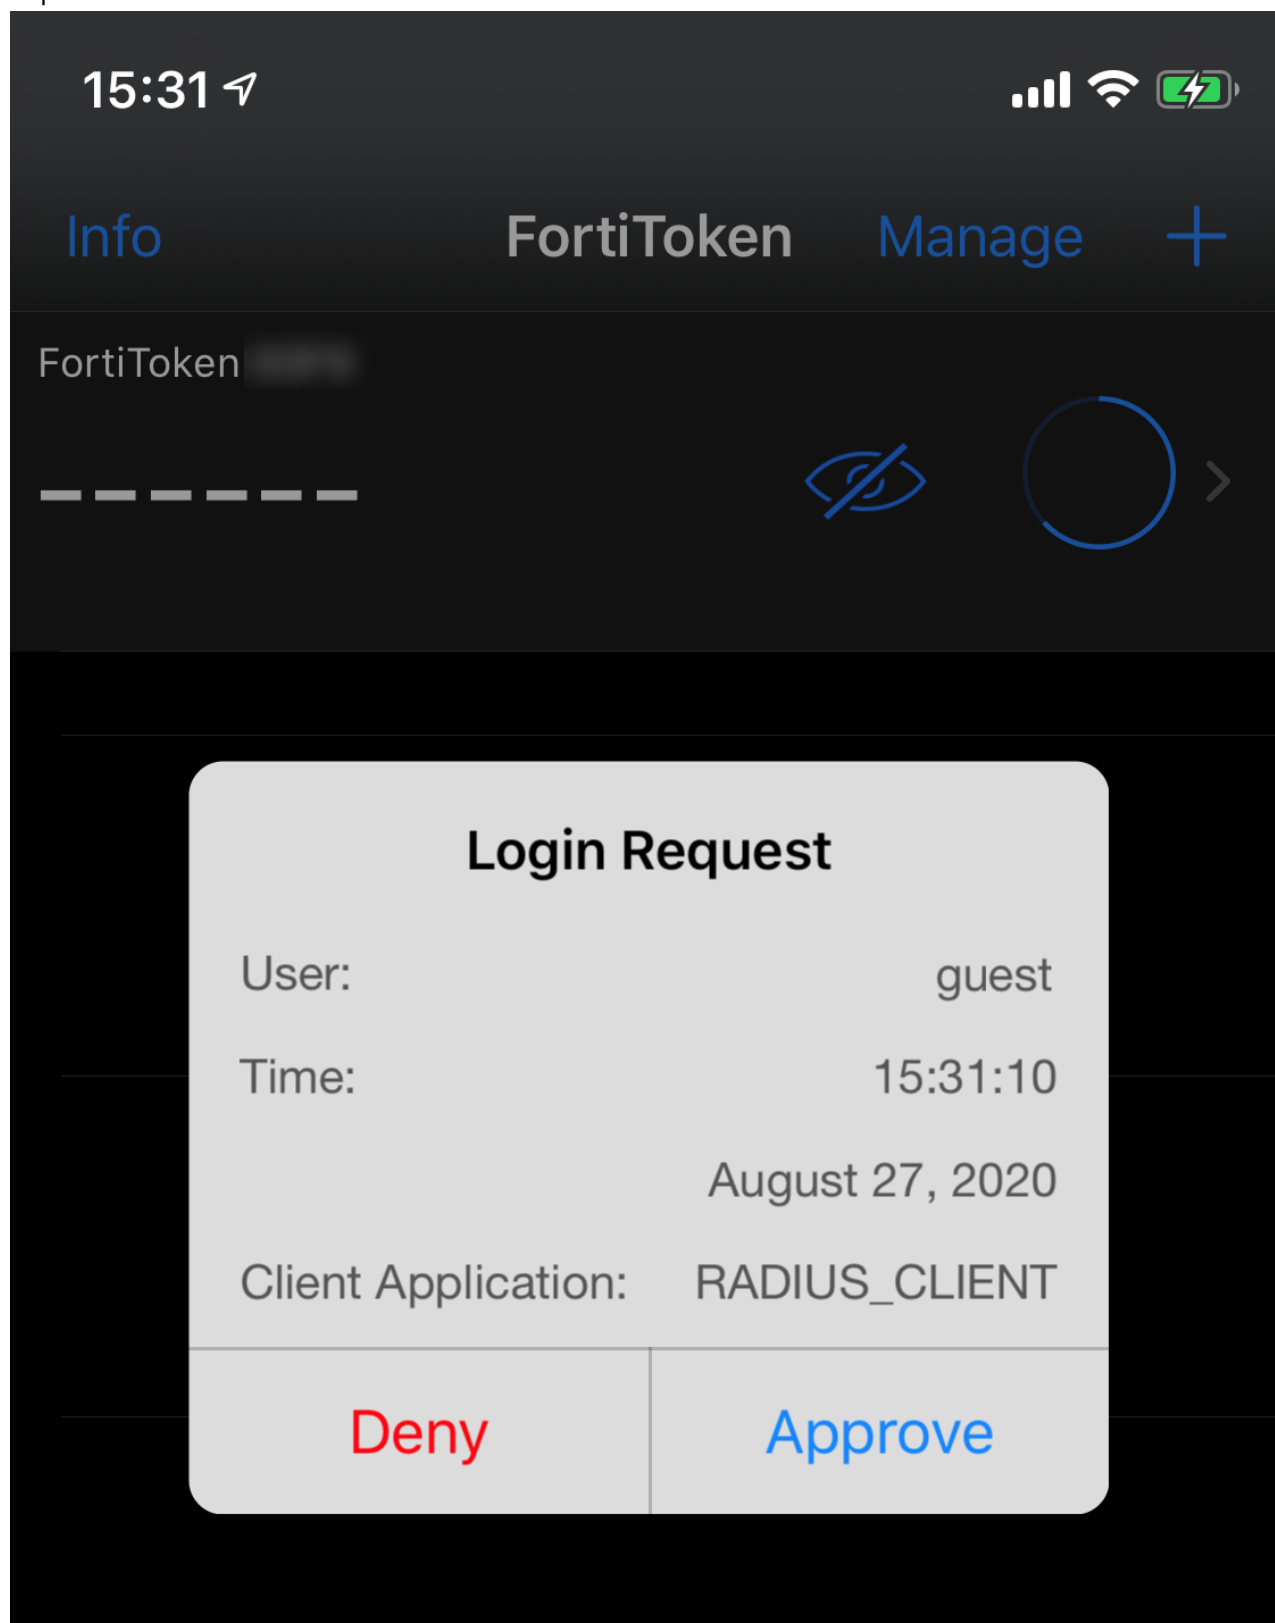 15:31
Info FortiToken Manage +
FortiToken
------
Login Request
User: guest
Time: 15:31:10
August 27, 2020
Client Application: RADIUS_CLIENT
Deny Approve